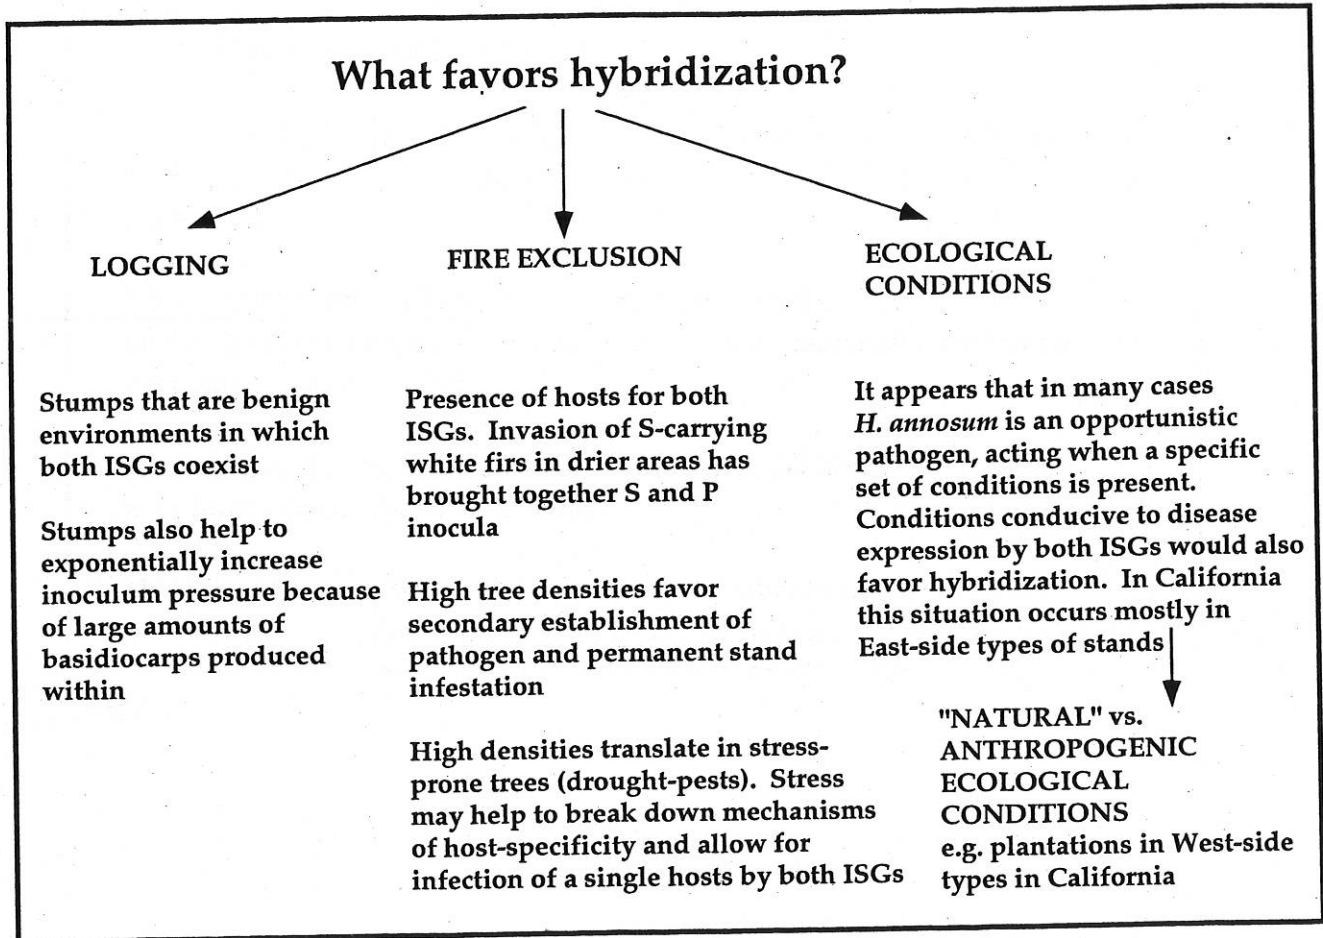 What favors hybridization?
LOGGING
Stumps that are benign
environments in which
both ISGs coexist
Stumps also help to
exponentially increase
inoculum pressure because
of large amounts of
basidiocarps produced
within
FIRE EXCLUSION
Presence of hosts for both
ISGs. Invasion of S-carrying
white firs in drier areas has
brought together S and P
inocula
High tree densities favor
secondary establishment of
pathogen and permanent stand
infestation
High densities translate in stress-
prone trees (drought-pests). Stress
may help to break down mechanisms
of host-specificity and allow for
infection of a single hosts by both ISGs
ECOLOGICAL
CONDITIONS
It appears that in many cases
H. annosum is an opportunistic
pathogen, acting when a specific
set of conditions is present.
Conditions conducive to disease
expression by both ISGs would also
favor hybridization. In California
this situation occurs mostly in
East-side types of stands
"NATURAL" vs.
ANTHROPOGENIC
ECOLOGICAL
CONDITIONS
e.g. plantations in West-side
types in California